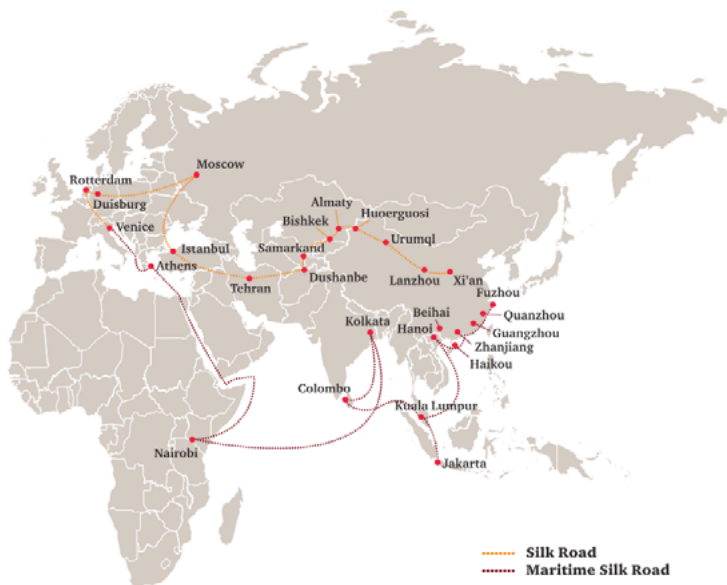 Moscow
Rotterdam
Duisburg
Almaty
Huoerguosi
Bishkek
Venice
Urumql
Istanbul
Samarkand
Athens
Dushanbe
Lanzhou
Xi'an
Tehran
Fuzhou
Beihai
Quanzhou
Kolkata
Hanoi
Guangzhou
Zhanjiang
Haikou
Colombo
Kuala Lumpur
Nairobi
Jakarta
Silk Road
Maritime Silk Road